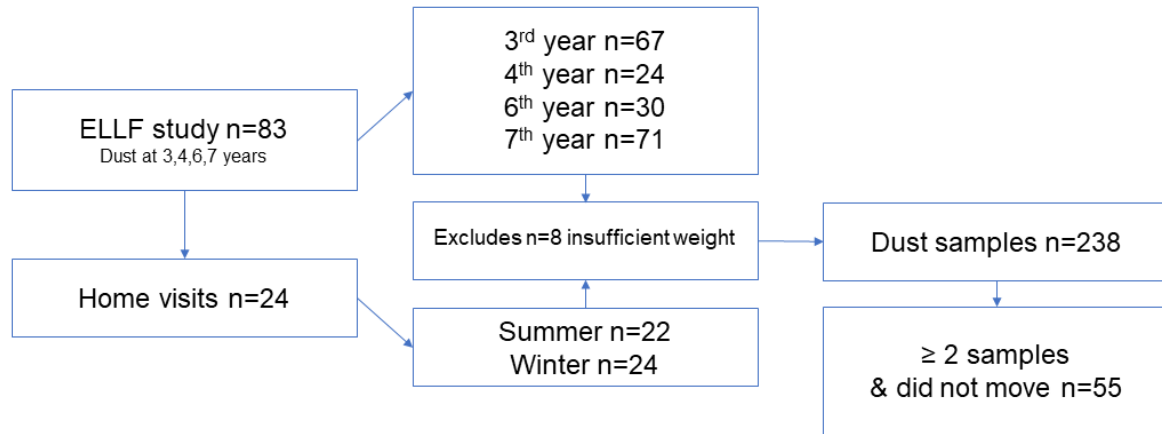 ELLF study n=83
Dust at 3,4,6,7 years
3rd year n=67
4th year n=24
6th year n=30
7th year n=71
Excludes n=8 insufficient weight
Dust samples n=238
Home visits n=24
Summer n=22
Winter n=24
≥ 2 samples
& did not move n=55